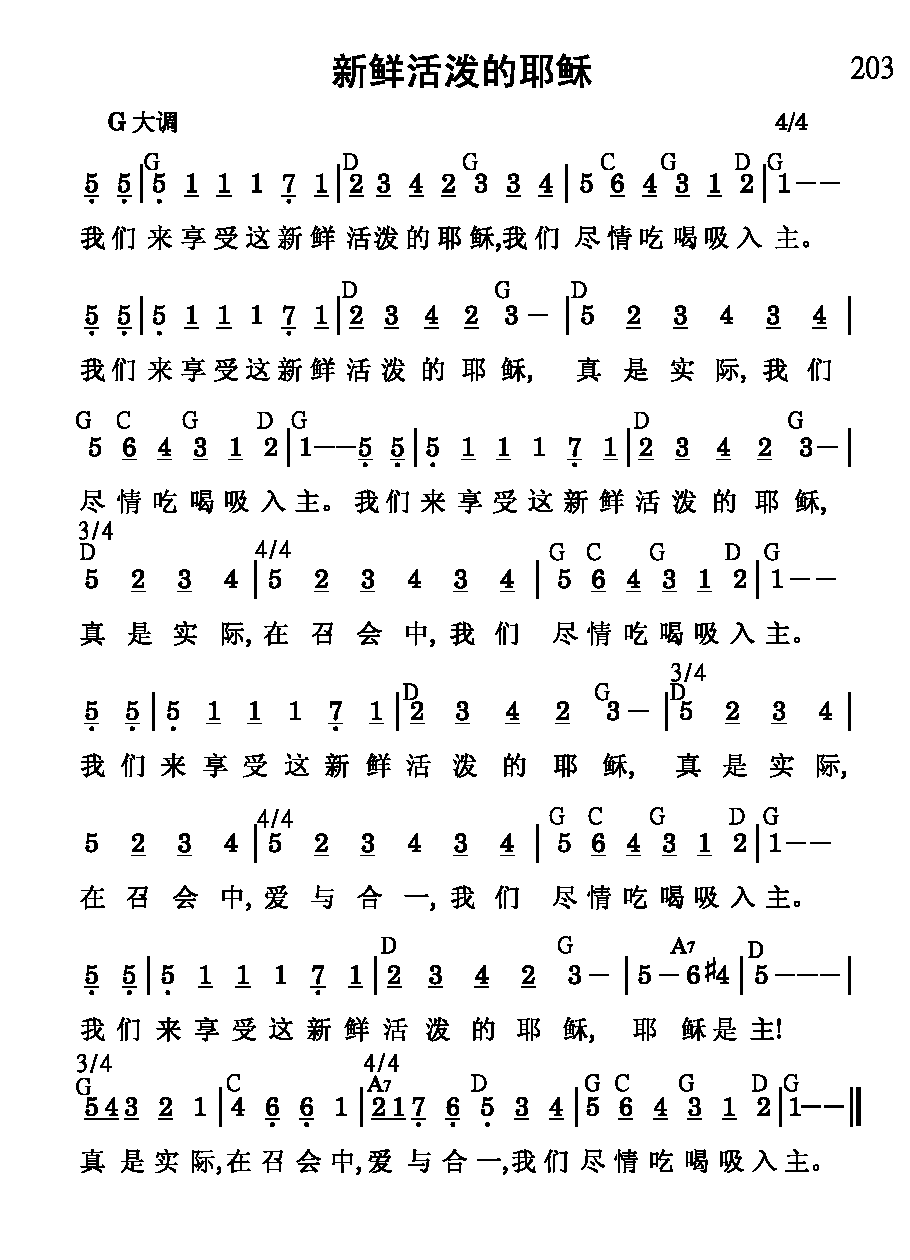 新鲜活泼的耶稣 203
G 大调 4/4
G D G C G D G
5 5|5 1 1 1 7 1|2 3 4 2 3 3 4|5 6 4 3 1 2|1--
我们来享受这新鲜活泼的耶稣,我们尽情吃喝吸入主。
D G D
5 5|5 1 1 1 7 1|2 3 4 2 3-|5 2 3 4 3 4|
我们来享受这新鲜活泼的耶稣, 真是实际,我们
G C G D G D G
5 6 4 3 1 2|1--5 5|5 1 1 1 7 1|2 3 4 2 3-|
尽情吃喝吸入主。我们来享受这新鲜活泼的耶稣,
3/4
D 4/4 G C G D G
5 2 3 4|5 2 3 4 3 4|5 6 4 3 1 2|1--
真是实际,在召会中,我们尽情吃喝吸入主。
3/4
D G D
5 5|5 1 1 1 7 1|2 3 4 2 3-|5 2 3 4|
我们来享受这新鲜活泼的耶稣, 真是实际,
4/4 G C G D G
5 2 3 4|5 2 3 4 3 4|5 6 4 3 1 2|1--
在召会中,爱与合一,我们尽情吃喝吸入主。
D G A7 D
5 5|5 1 1 1 7 1|2 3 4 2 3-|5-6#4|5---|
我们来享受这新鲜活泼的耶稣, 耶稣是主!
3/4 4/4
G C A7 D G C G D G
543 2 1|4 6 6 1|217 6 5 3 4|5 6 4 3 1 2|1--||
真是实际,在召会中,爱与合一,我们尽情吃喝吸入主。